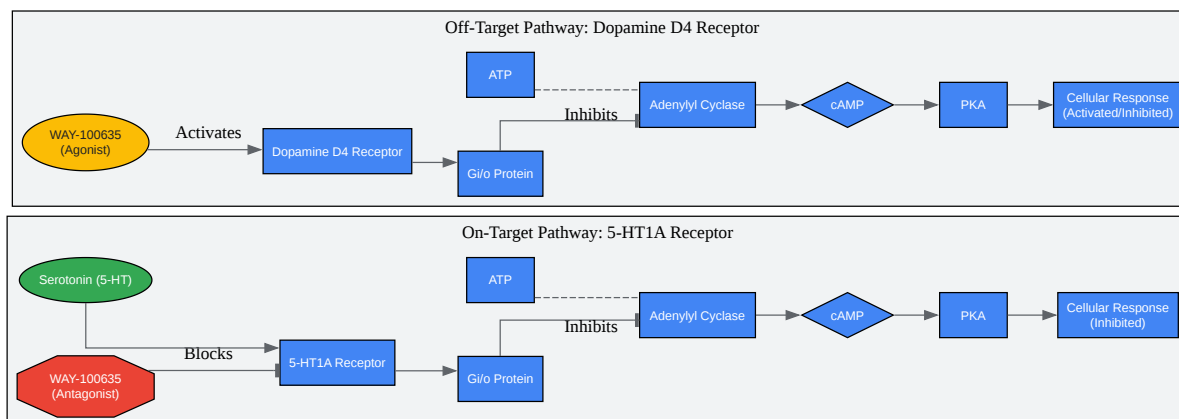 Off-Target Pathway: Dopamine D4 Receptor
ATP
Adenylyl Cyclase
cAMP
PKA
Cellular Response
(Activated/Inhibited)
Inhibits
WAY-100635
(Agonist)
Activates
Dopamine D4 Receptor
Gi/o Protein
On-Target Pathway: 5-HT1A Receptor
Serotonin (5-HT)
ATP
Adenylyl Cyclase
cAMP
PKA
Cellular Response
(Inhibited)
Inhibits
Blocks
5-HT1A Receptor
Gi/o Protein
WAY-100635
(Antagonist)